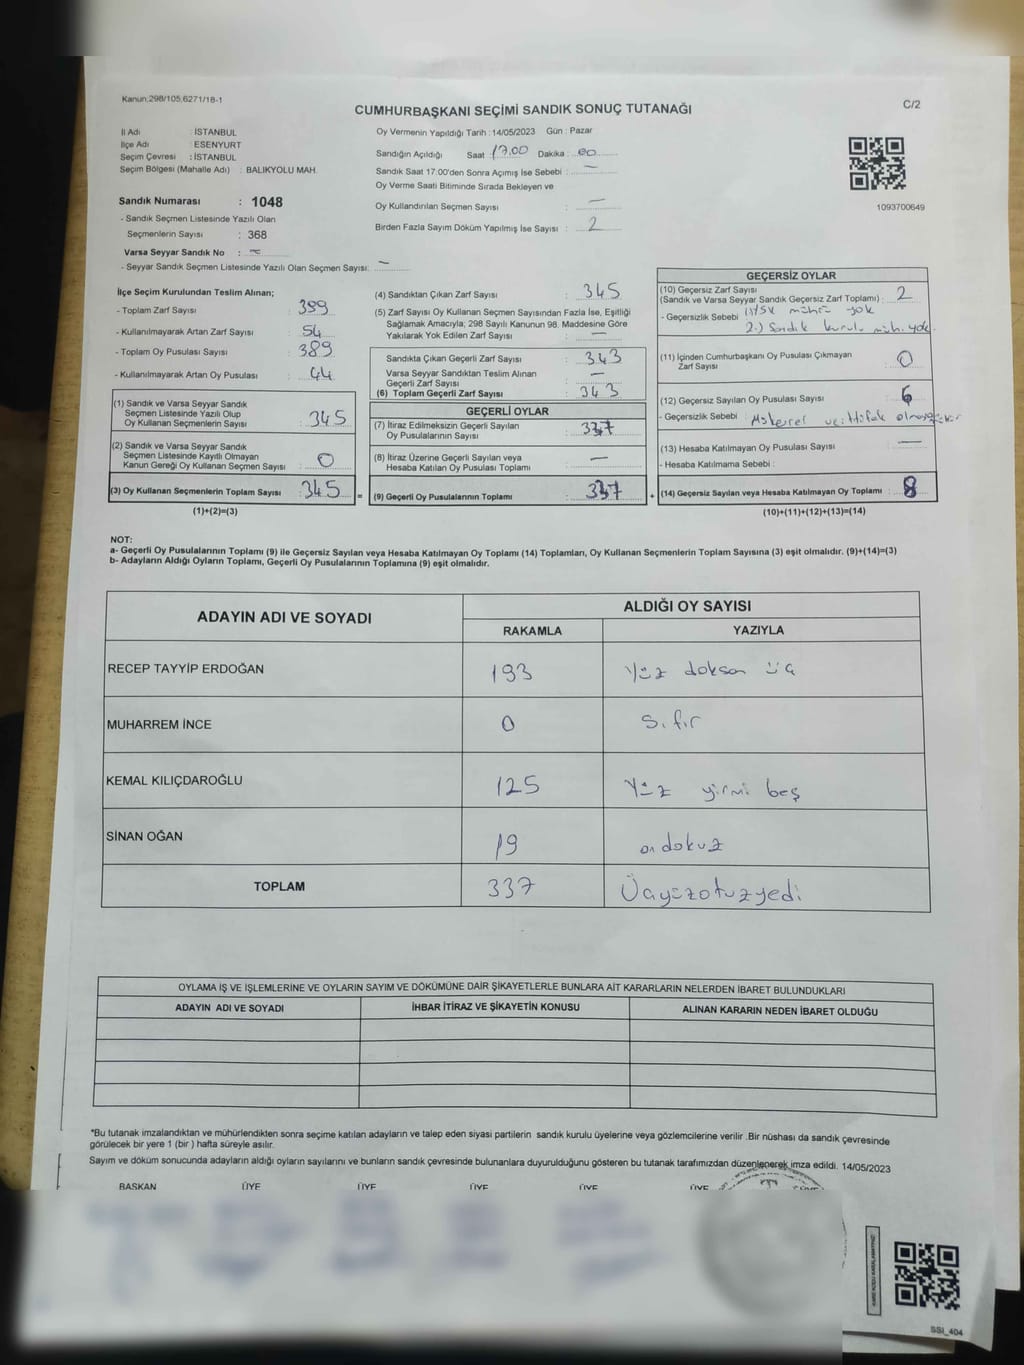 Kanun;298/105,6271/18-1
CUMHURBAŞKANI SEÇİMİ SANDIK SONUÇ TUTANAĞI
C/2
İl Adı : İSTANBUL
İlçe Adı : ESENYURT
Seçim Çevresi : İSTANBUL
Seçim Bölgesi (Mahalle Adı) : BALIKYOLU MAH.
Sandık Numarası : 1048
- Sandık Seçmen Listesinde Yazılı Olan
Seçmenlerin Sayısı : 368
Varsa Seyyar Sandık No : —
- Seyyar Sandık Seçmen Listesinde Yazılı Olan Seçmen Sayısı: —
Oy Vermenin Yapıldığı Tarih :14/05/2023 Gün : Pazar
Sandığın Açıldığı Saat 17.00 Dakika : 00
Sandık Saat 17:00'den Sonra Açımış İse Sebebi : —
Oy Verme Saati Bitiminde Sırada Bekleyen ve
Oy Kullandırılan Seçmen Sayısı : —
Birden Fazla Sayım Döküm Yapılmış İse Sayısı : 2
1093700649
İlçe Seçim Kurulundan Teslim Alınan;
- Toplam Zarf Sayısı : 399
- Kullanılmayarak Artan Zarf Sayısı : 54
- Toplam Oy Pusulası Sayısı : 389
- Kullanılmayarak Artan Oy Pusulası : 44
(1) Sandık ve Varsa Seyyar Sandık
Seçmen Listesinde Yazılı Olup
Oy Kullanan Seçmenlerin Sayısı : 345
(2) Sandık ve Varsa Seyyar Sandık
Seçmen Listesinde Kayıtlı Olmayan
Kanun Gereği Oy Kullanan Seçmen Sayısı : 0
(3) Oy Kullanan Seçmenlerin Toplam Sayısı : 345 =
(1)+(2)=(3)
(4) Sandıktan Çıkan Zarf Sayısı : 345
(5) Zarf Sayısı Oy Kullanan Seçmen Sayısından Fazla İse, Eşitliği
Sağlamak Amacıyla; 298 Sayılı Kanunun 98. Maddesine Göre
Yakılarak Yok Edilen Zarf Sayısı : —
Sandıkta Çıkan Geçerli Zarf Sayısı : 343
Varsa Seyyar Sandıktan Teslim Alınan
Geçerli Zarf Sayısı : —
(6) Toplam Geçerli Zarf Sayısı : 343
GEÇERLİ OYLAR
(7) İtiraz Edilmeksizin Geçerli Sayılan
Oy Pusulalarının Sayısı : 337
(8) İtiraz Üzerine Geçerli Sayılan veya
Hesaba Katılan Oy Pusulası Toplamı : —
(9) Geçerli Oy Pusulalarının Toplamı : 337 +
GEÇERSİZ OYLAR
(10) Geçersiz Zarf Sayısı
(Sandık ve Varsa Seyyar Sandık Geçersiz Zarf Toplamı) : 2
- Geçersizlik Sebebi : 1) YSK mührü yok
2-) Sandık kurulu müh. yok.
(11) İçinden Cumhurbaşkanı Oy Pusulası Çıkmayan
Zarf Sayısı : 0
(12) Geçersiz Sayılan Oy Pusulası Sayısı : 6
- Geçersizlik Sebebi :
(13) Hesaba Katılmayan Oy Pusulası Sayısı : —
- Hesaba Katılmama Sebebi :
(14) Geçersiz Sayılan veya Hesaba Katılmayan Oy Toplamı : 8
(10)+(11)+(12)+(13)=(14)
NOT:
a- Geçerli Oy Pusulalarının Toplamı (9) ile Geçersiz Sayılan veya Hesaba Katılmayan Oy Toplamı (14) Toplamları, Oy Kullanan Seçmenlerin Toplam Sayısına (3) eşit olmalıdır. (9)+(14)=(3)
b- Adayların Aldığı Oyların Toplamı, Geçerli Oy Pusulalarının Toplamına (9) eşit olmalıdır.
ADAYIN ADI VE SOYADI
ALDIĞI OY SAYISI
RAKAMLA YAZIYLA
RECEP TAYYİP ERDOĞAN 193 Yüz doksan üç
MUHARREM İNCE 0 Sıfır
KEMAL KILIÇDAROĞLU 125 Yüz yirmi beş
SİNAN OĞAN 19 on dokuz
TOPLAM 337 Üçyüzotuzyedi
OYLAMA İŞ VE İŞLEMLERİNE VE OYLARIN SAYIM VE DÖKÜMÜNE DAİR ŞİKAYETLERLE BUNLARA AİT KARARLARIN NELERDEN İBARET BULUNDUKLARI
ADAYIN ADI VE SOYADI İHBAR İTİRAZ VE ŞİKAYETİN KONUSU ALINAN KARARIN NEDEN İBARET OLDUĞU
*Bu tutanak imzalandıktan ve mühürlendikten sonra seçime katılan adayların ve talep eden siyasi partilerin sandık kurulu üyelerine veya gözlemcilerine verilir .Bir nüshası da sandık çevresinde
görülecek bir yere 1 (bir ) hafta süreyle asılır.
Sayım ve döküm sonucunda adayların aldığı oyların sayılarını ve bunların sandık çevresinde bulunanlara duyurulduğunu gösteren bu tutanak tarafımızdan düzenlenerek imza edildi. 14/05/2023
BAŞKAN ÜYE ÜYE ÜYE ÜYE ÜYE
SSI_404